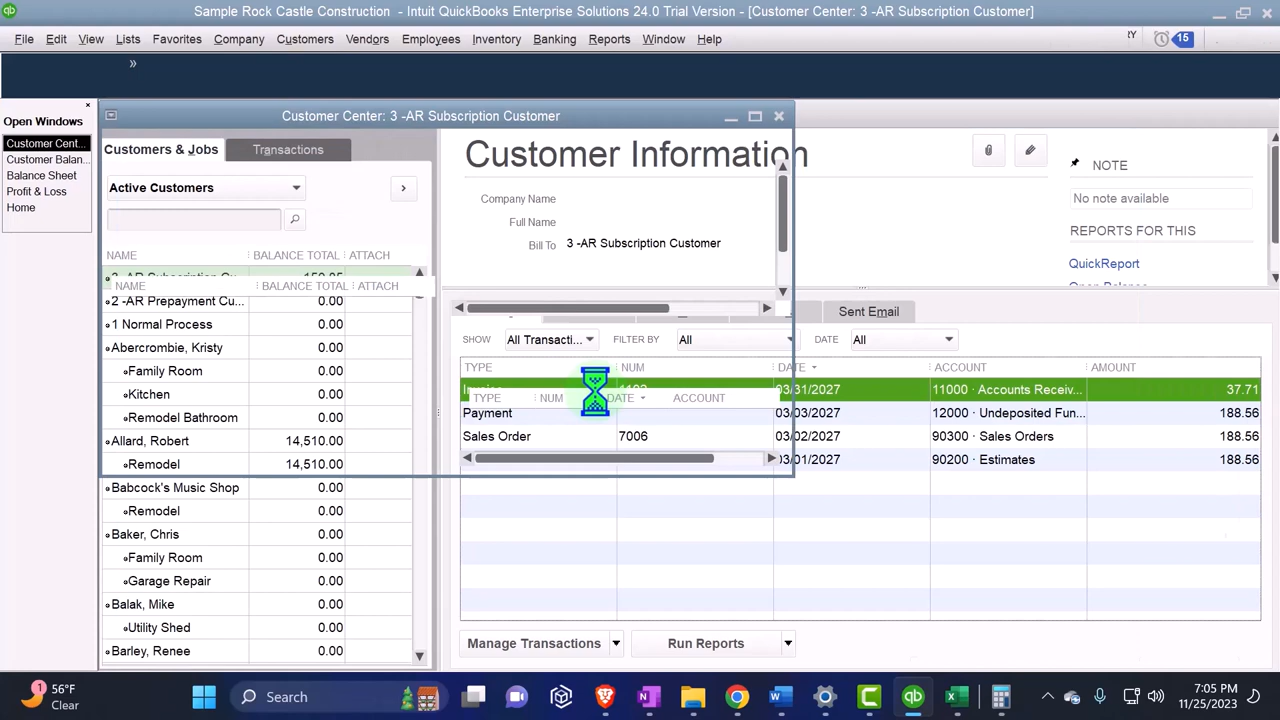 Sample Rock Castle Construction - Intuit QuickBooks Enterprise Solutions 24.0 Trial Version - [Customer Center: 3 -AR Subscription Customer]
File Edit View Lists Favorites Company Customers Vendors Employees Inventory Banking Reports Window Help
15
»
Open Windows
Customer Cent...
Customer Balan...
Balance Sheet
Profit & Loss
Home
Customer Center: 3 -AR Subscription Customer
Customers & Jobs Transactions
Active Customers
NAME BALANCE TOTAL ATTACH
3 -AR Subscription Cu... 150.85
NAME BALANCE TOTAL ATTACH
2 -AR Prepayment Cu... 0.00
1 Normal Process 0.00
Abercrombie, Kristy 0.00
Family Room 0.00
Kitchen 0.00
Remodel Bathroom 0.00
Allard, Robert 14,510.00
Remodel 14,510.00
Babcock's Music Shop 0.00
Remodel 0.00
Baker, Chris 0.00
Family Room 0.00
Garage Repair 0.00
Balak, Mike 0.00
Utility Shed 0.00
Barley, Renee 0.00
Customer Information
Company Name
Full Name
Bill To 3 -AR Subscription Customer
NOTE
No note available
REPORTS FOR THIS
QuickReport
Sent Email
SHOW All Transacti... FILTER BY All DATE All
TYPE NUM DATE ACCOUNT AMOUNT
Invoice 03/31/2027 11000 · Accounts Receiv... 37.71
TYPE NUM DATE ACCOUNT
Payment 03/03/2027 12000 · Undeposited Fun... 188.56
Sales Order 7006 03/02/2027 90300 · Sales Orders 188.56
03/01/2027 90200 · Estimates 188.56
Manage Transactions Run Reports
1
56°F
Clear
Search
7:05 PM
11/25/2023